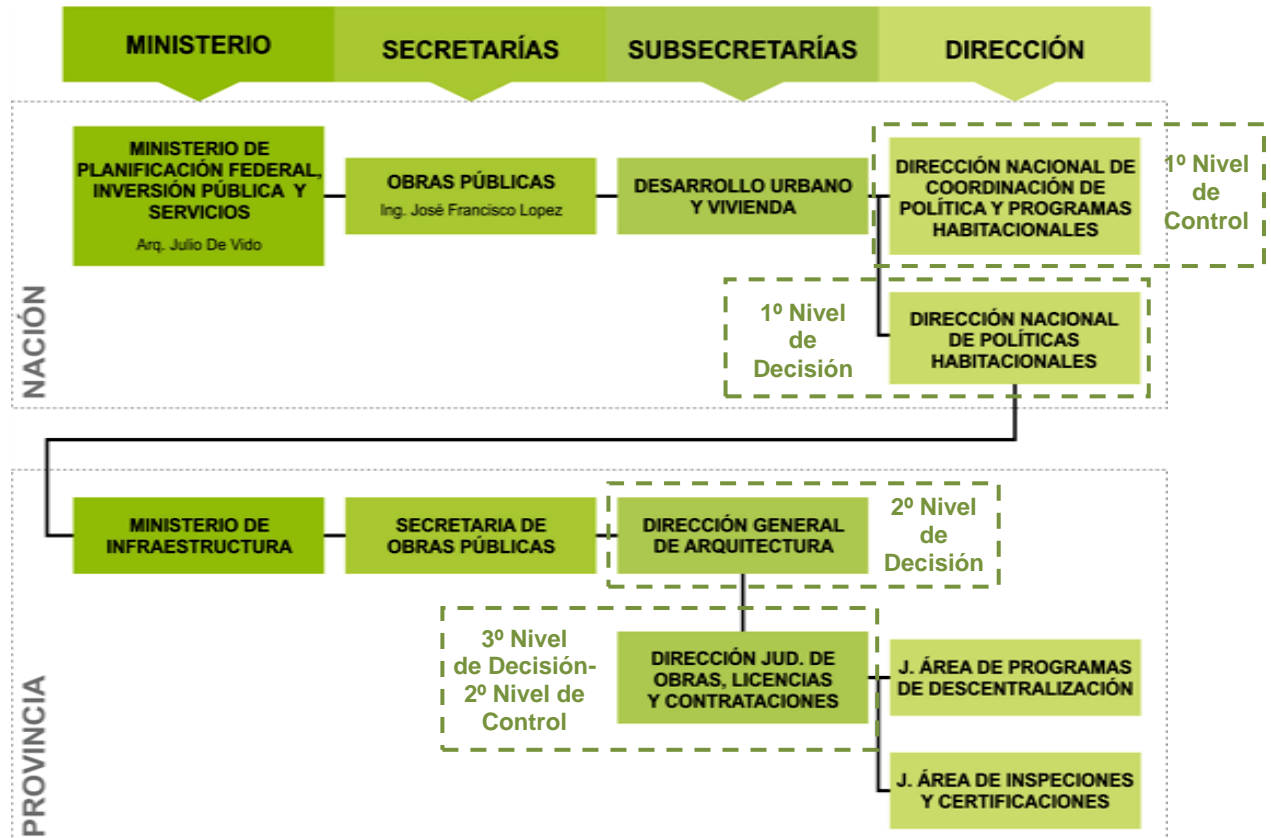 MINISTERIO
SECRETARÍAS
SUBSECRETARÍAS
DIRECCIÓN
NACIÓN
MINISTERIO DE
PLANIFICACIÓN FEDERAL,
INVERSIÓN PÚBLICA Y
SERVICIOS
Arq. Julio De Vido
OBRAS PÚBLICAS
Ing. José Francisco Lopez
DESARROLLO URBANO
Y VIVIENDA
DIRECCIÓN NACIONAL DE
COORDINACIÓN DE
POLÍTICA Y PROGRAMAS
HABITACIONALES
1º Nivel
de
Control
1º Nivel
de
Decisión
DIRECCIÓN NACIONAL
DE POLÍTICAS
HABITACIONALES
PROVINCIA
MINISTERIO DE
INFRAESTRUCTURA
SECRETARIA DE
OBRAS PÚBLICAS
DIRECCIÓN GENERAL
DE ARQUITECTURA
2º Nivel
de
Decisión
3º Nivel
de Decisión-
2º Nivel de
Control
DIRECCIÓN JUD. DE
OBRAS, LICENCIAS
Y CONTRATACIONES
J. ÁREA DE PROGRAMAS
DE DESCENTRALIZACIÓN
J. ÁREA DE INSPECIONES
Y CERTIFICACIONES